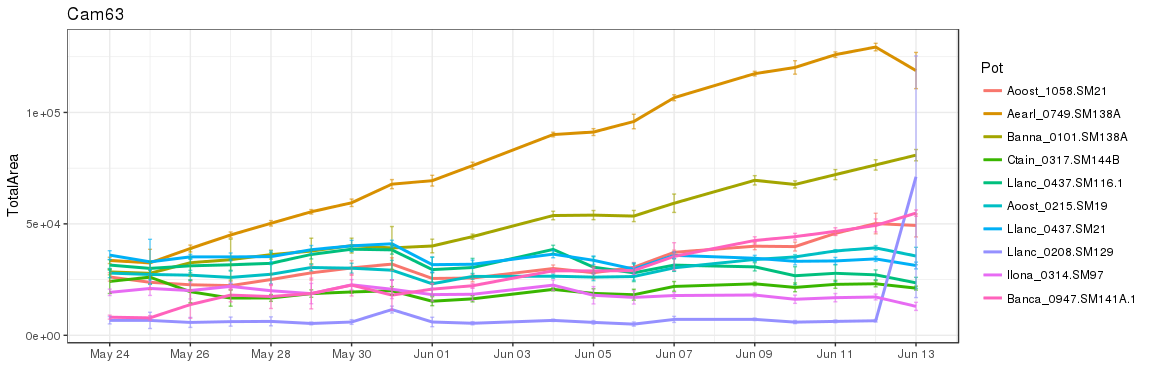 Cam63
TotalArea
1e+05
5e+04
0e+00
May 24
May 26
May 28
May 30
Jun 01
Jun 03
Jun 05
Jun 07
Jun 09
Jun 11
Jun 13
Pot
Aoost_1058.SM21
Aearl_0749.SM138A
Banna_0101.SM138A
Ctain_0317.SM144B
Llanc_0437.SM116.1
Aoost_0215.SM19
Llanc_0437.SM21
Llanc_0208.SM129
Ilona_0314.SM97
Banca_0947.SM141A.1